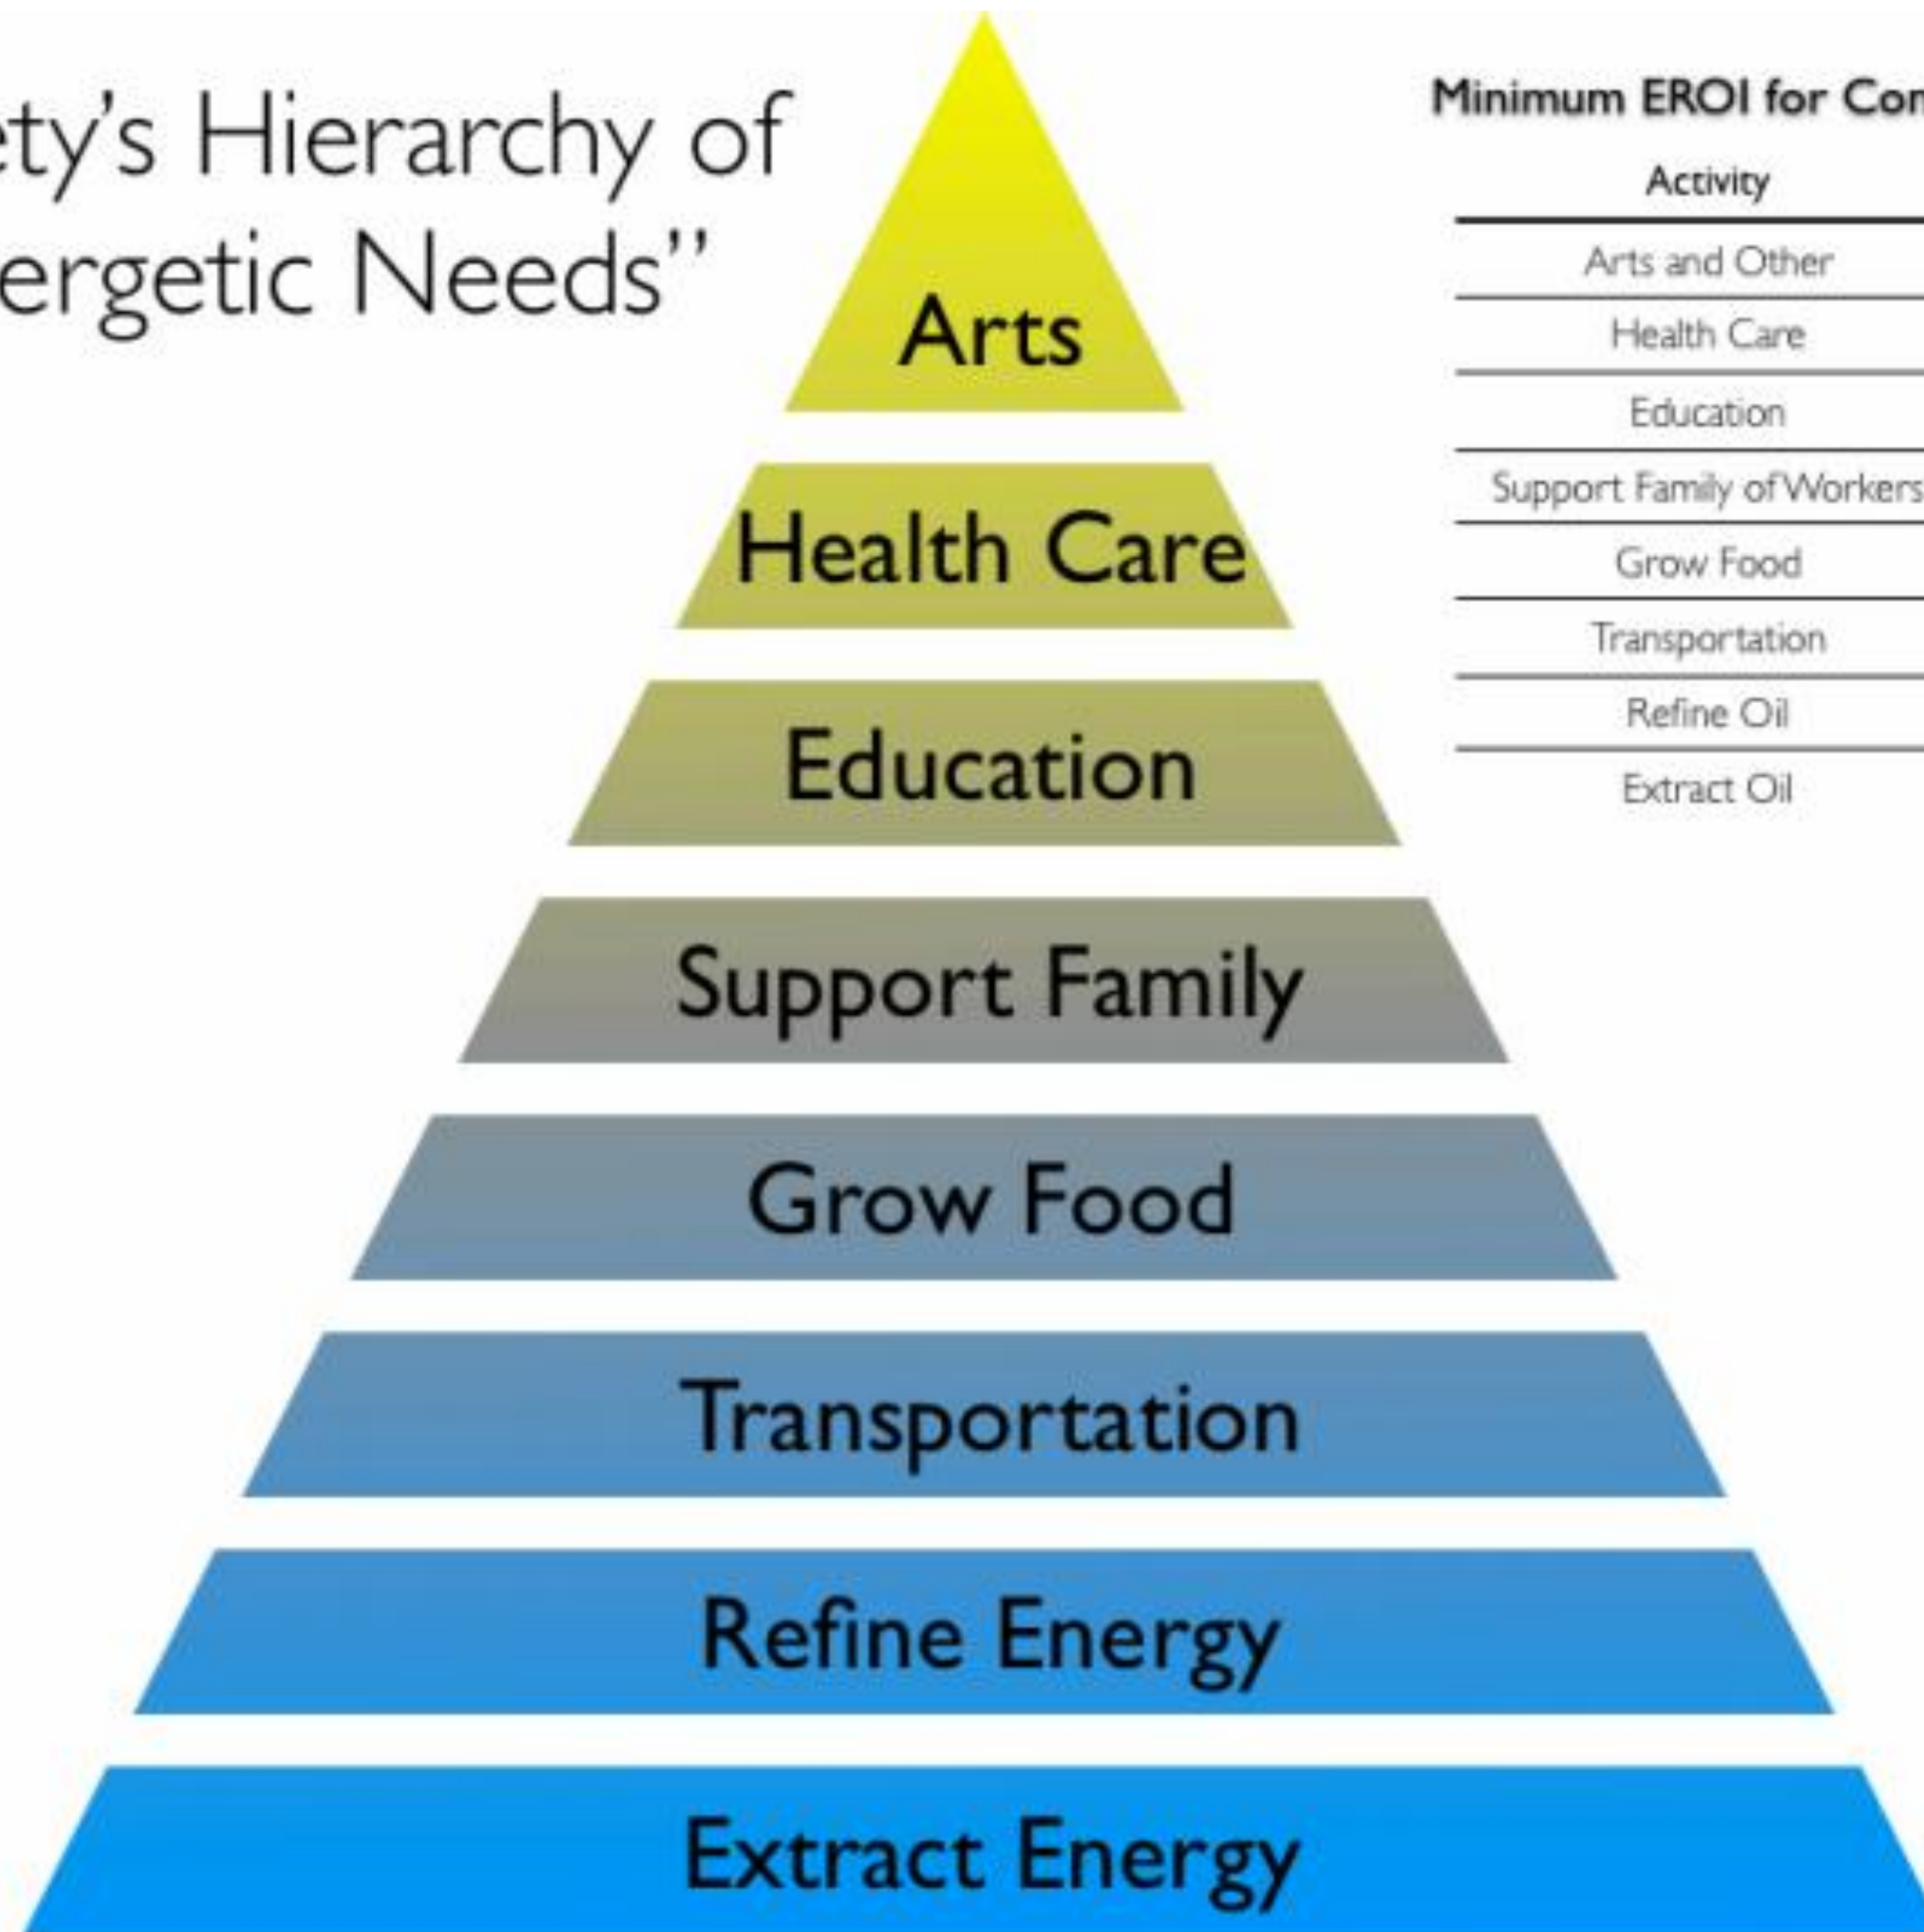 ety's Hierarchy of
ergetic Needs"
Arts
Health Care
Education
Support Family
Grow Food
Transportation
Refine Energy
Extract Energy
Minimum EROI for Con
Activity
Arts and Other
Health Care
Education
Support Family of Workers
Grow Food
Transportation
Refine Oil
Extract Oil